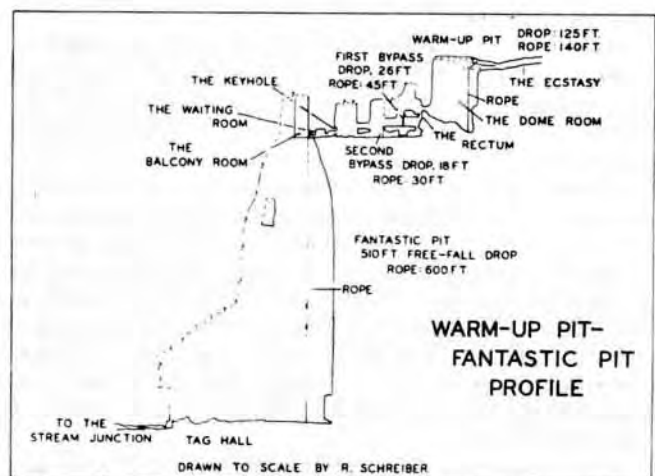 WARM-UP PIT
DROP: 125 FT.
ROPE: 140 FT
FIRST BYPASS
DROP, 26 FT
ROPE: 45 FT
THE ECSTASY
THE KEYHOLE
ROPE
THE WAITING
ROOM
THE DOME ROOM
THE
RECTUM
THE
BALCONY ROOM
SECOND
BYPASS DROP, 18 FT
ROPE: 30 FT
FANTASTIC PIT
510 FT FREE-FALL DROP
ROPE: 600 FT
ROPE
WARM-UP PIT-
FANTASTIC PIT
PROFILE
TO THE
STREAM JUNCTION
TAG HALL
DRAWN TO SCALE BY R. SCHREIBER